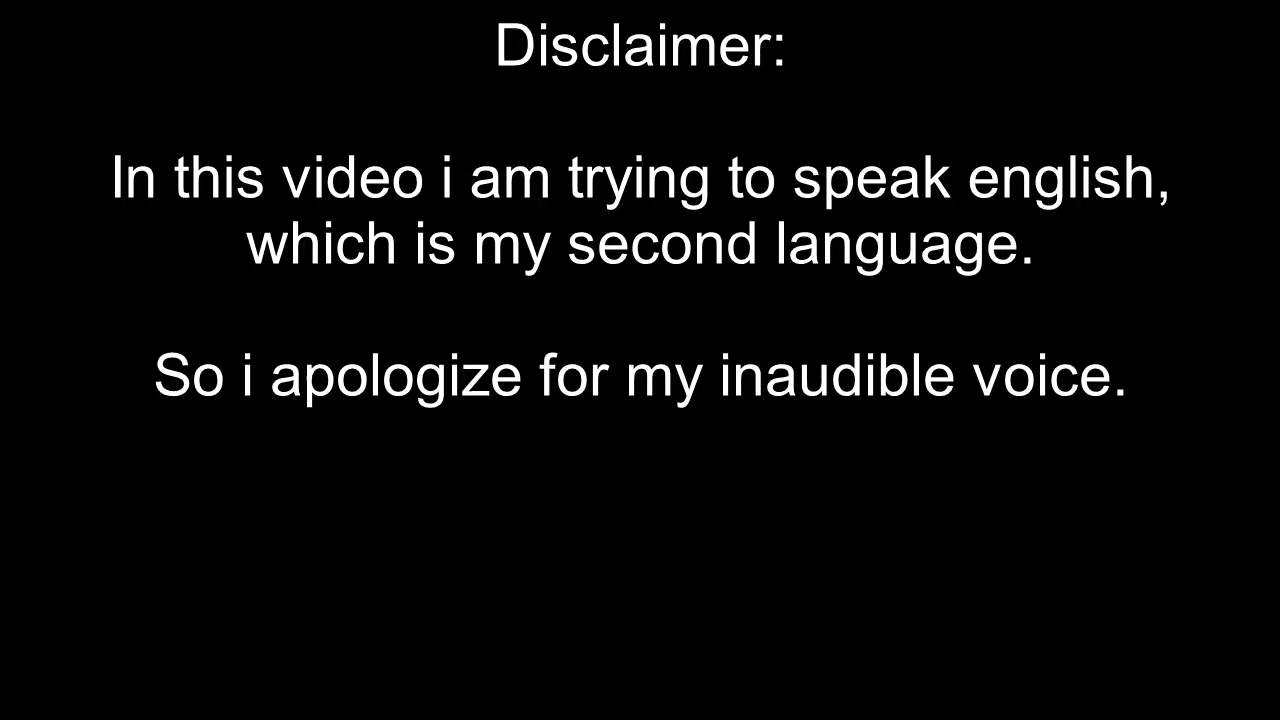 Disclaimer:
In this video i am trying to speak english,
which is my second language.
So i apologize for my inaudible voice.